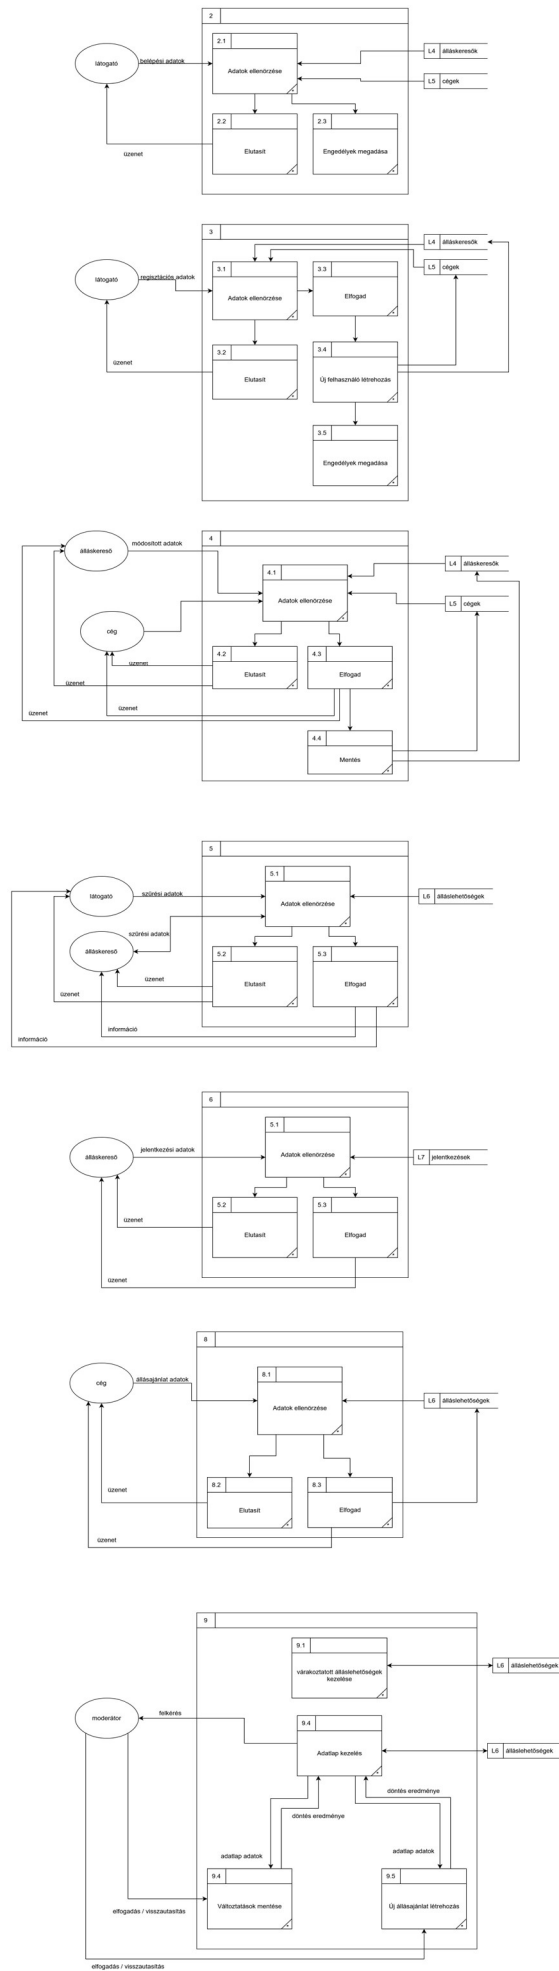 2
2.1
Adatok ellenőrzése
látogató
belépési adatok
L4 álláskeresők
L5 cégek
2.2
Elutasít
2.3
Engedélyek megadása
üzenet
3
L4 álláskeresők
L5 cégek
3.1
Adatok ellenőrzése
3.3
Elfogad
látogató
regisztációs adatok
3.2
Elutasít
3.4
Új felhasználó létrehozás
üzenet
3.5
Engedélyek megadása
4
álláskereső
módosított adatok
L4 álláskeresők
4.1
Adatok ellenőrzése
L5 cégek
cég
4.2
Elutasít
4.3
Elfogad
üzenet
üzenet
üzenet
üzenet
4.4
Mentés
5
5.1
Adatok ellenőrzése
látogató
szűrési adatok
L6 álláslehetőségek
szűrési adatok
álláskereső
5.2
Elutasít
5.3
Elfogad
üzenet
üzenet
információ
információ
6
5.1
Adatok ellenőrzése
álláskereső
jelentkezési adatok
L7 jelentkezések
5.2
Elutasít
5.3
Elfogad
üzenet
üzenet
8
cég
állásajánlat adatok
8.1
Adatok ellenőrzése
L6 álláslehetőségek
8.2
Elutasít
8.3
Elfogad
üzenet
üzenet
9
9.1
várakoztatott álláslehetőségek
kezelése
L6 álláslehetőségek
moderátor
felkérés
9.4
Adatlap kezelés
L6 álláslehetőségek
döntés eredménye
döntés eredménye
adatlap adatok
adatlap adatok
9.4
Változtatások mentése
9.5
Új állásajánlat létrehozás
elfogadás / visszautasítás
elfogadás / visszautasítás